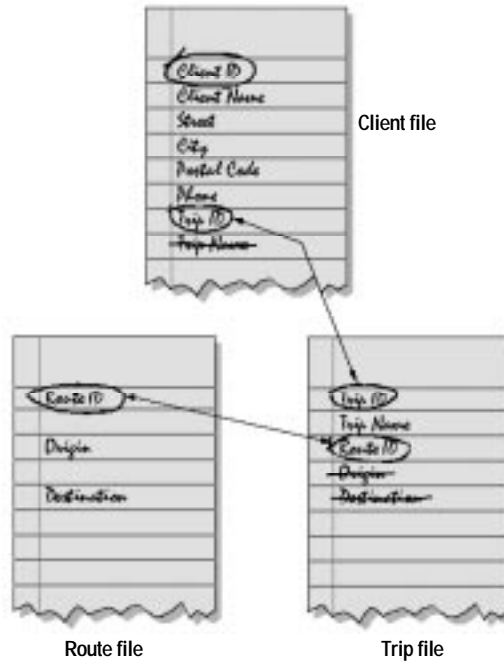 Client ID
Client Name
Street
City
Postal Code
Phone
Trip ID
Trip Name
Client file
Route ID
Origin
Destination
Route file
Trip ID
Trip Name
Route ID
Origin
Destination
Trip file